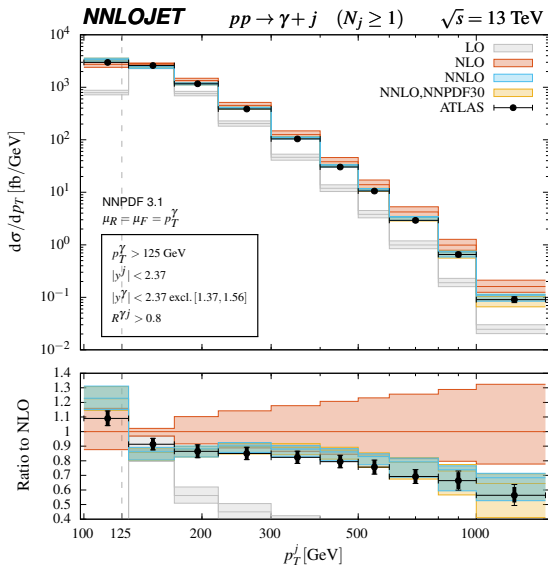 NNLOJET pp → γ + j (N_j ≥ 1) √s = 13 TeV
LO
NLO
NNLO
NNLO,NNPDF30
ATLAS
dσ/dp_T [fb/GeV]
10^4
10^3
10^2
10^1
10^0
10^-1
10^-2
NNPDF 3.1
μ_R = μ_F = p_T^γ
p_T^γ > 125 GeV
|y^j| < 2.37
|y^γ| < 2.37 excl. [1.37, 1.56]
R^γj > 0.8
Ratio to NLO
1.4
1.3
1.2
1.1
1
0.9
0.8
0.7
0.6
0.5
0.4
100 125 200 300 500 1000
p_T^j [GeV]